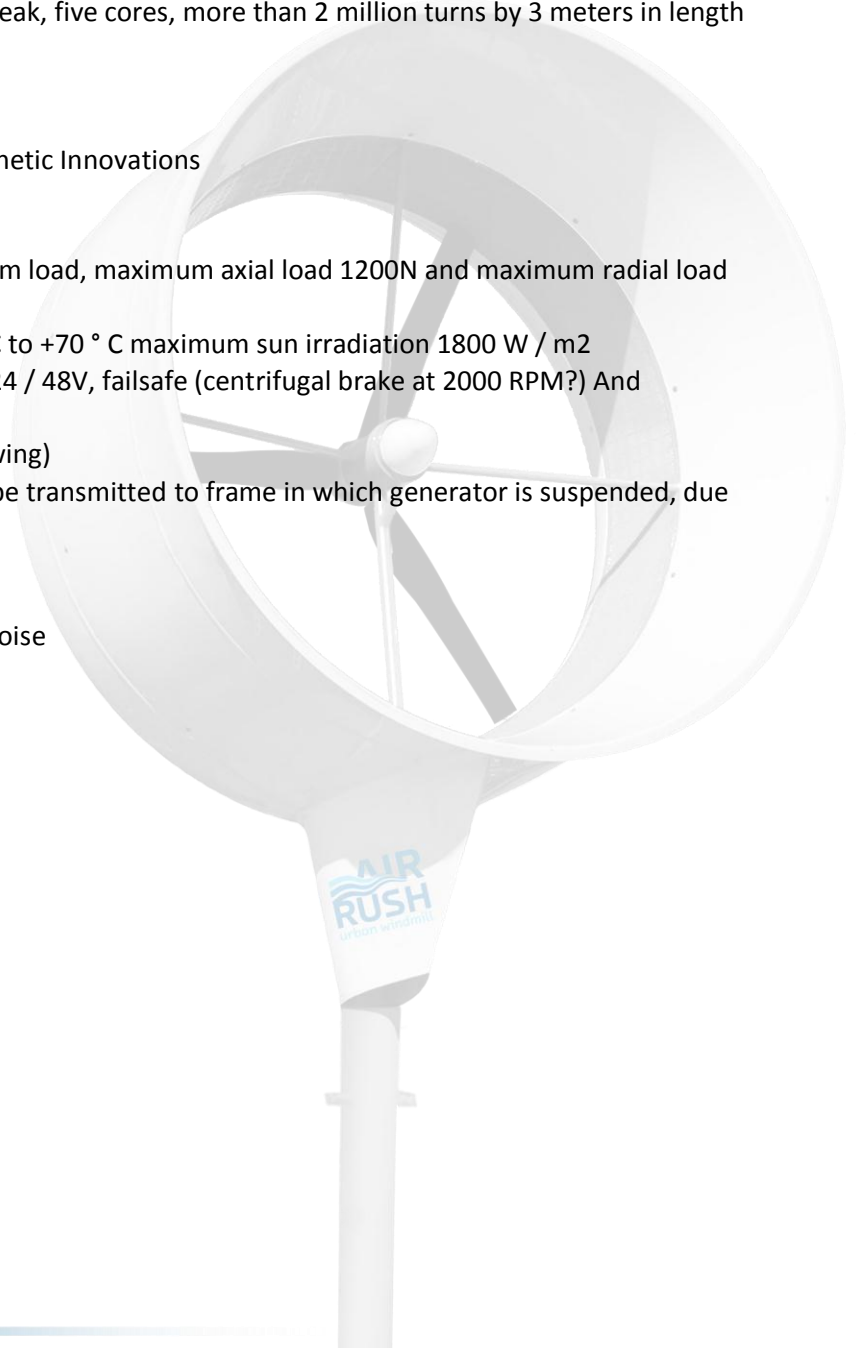 eak, five cores, more than 2 million turns by 3 meters in length
netic Innovations
m load, maximum axial load 1200N and maximum radial load
to +70 ° C maximum sun irradiation 1800 W / m2
24 / 48V, failsafe (centrifugal brake at 2000 RPM?) And
ving)
be transmitted to frame in which generator is suspended, due
oise
AIR
RUSH
urban windmill